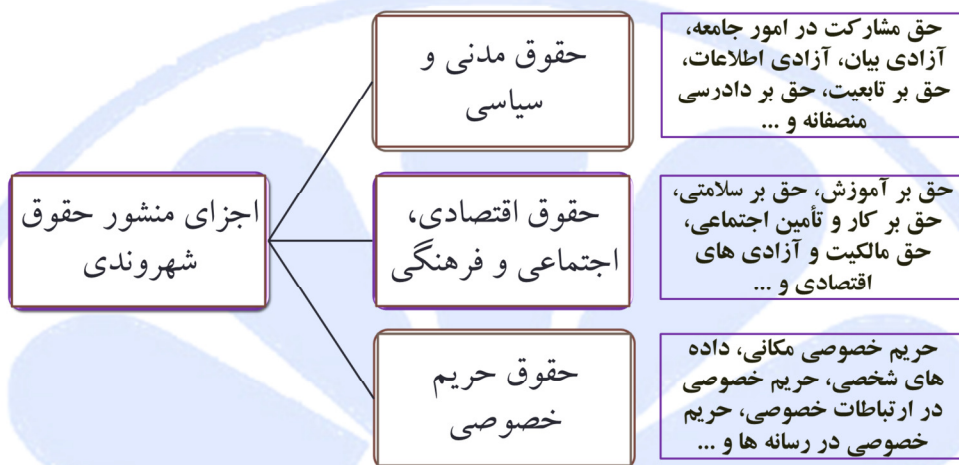 اجزای منشور حقوق
شهروندی
حقوق مدنی و
سیاسی
حق مشارکت در امور جامعه،
آزادی بیان، آزادی اطلاعات،
حق بر تابعیت، حق بر دادرسی
منصفانه و ...
حقوق اقتصادی،
اجتماعی و فرهنگی
حق بر آموزش، حق بر سلامتی،
حق بر کار و تأمین اجتماعی،
حق مالکیت و آزادی های
اقتصادی و ...
حقوق حریم
خصوصی
حریم خصوصی مکانی، داده
های شخصی، حریم خصوصی
در ارتباطات خصوصی، حریم
خصوصی در رسانه ها و ...